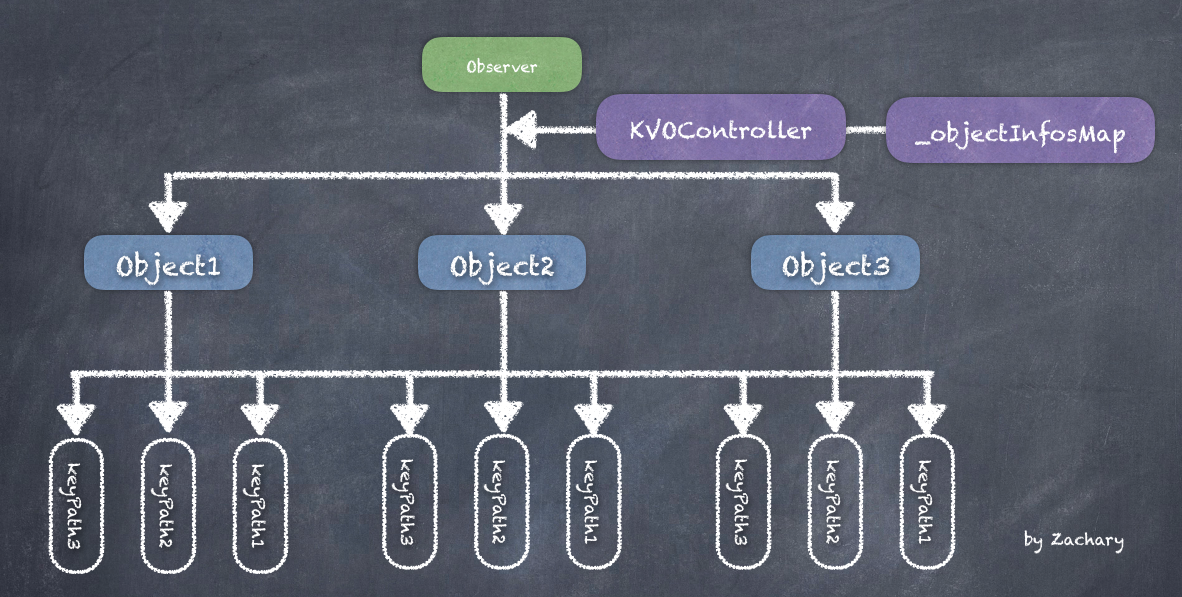 Observer
KVOController
_objectInfosMap
Object1
Object2
Object3
keyPath3
keyPath2
keyPath1
keyPath3
keyPath2
keyPath1
keyPath3
keyPath2
keyPath1
by Zachary